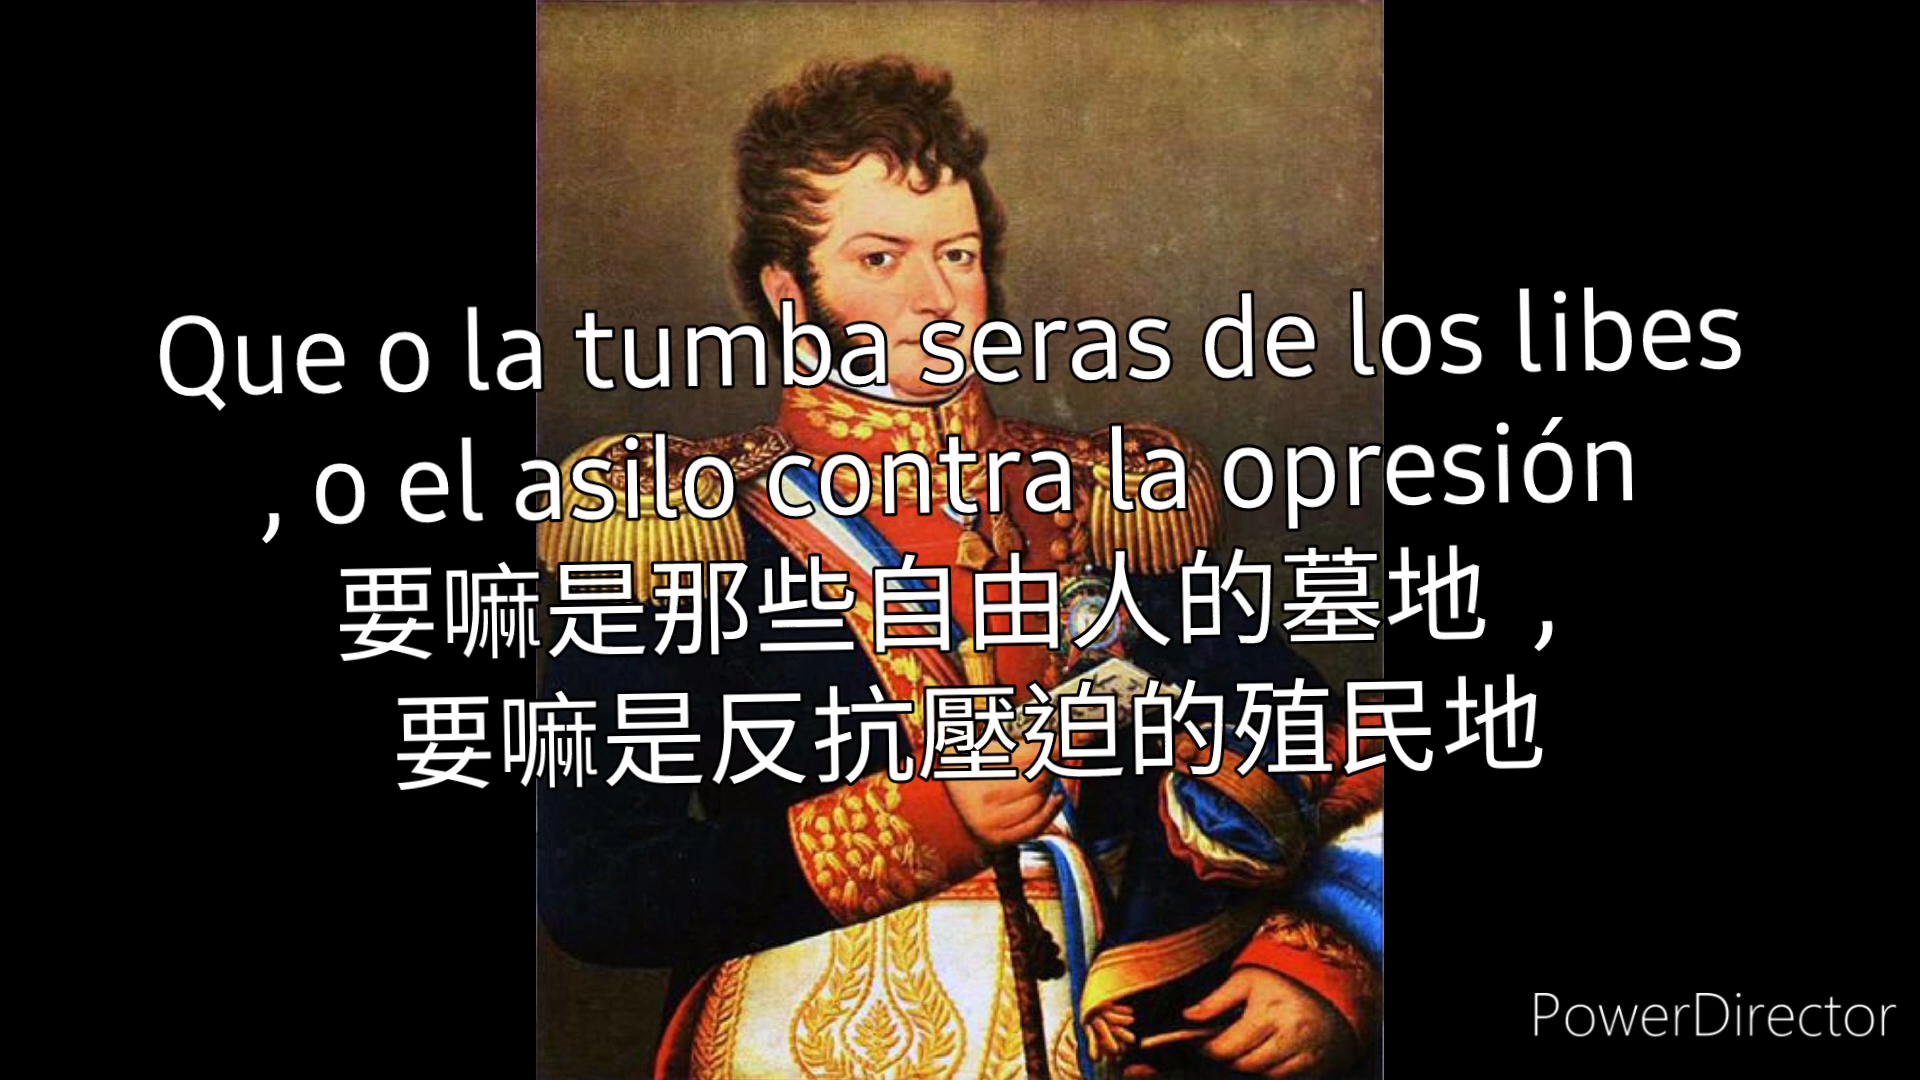 Que o la tumba seras de los libes
, o el asilo contra la opresión
要嘛是那些自由人的墓地，
要嘛是反抗壓迫的殖民地
PowerDirector